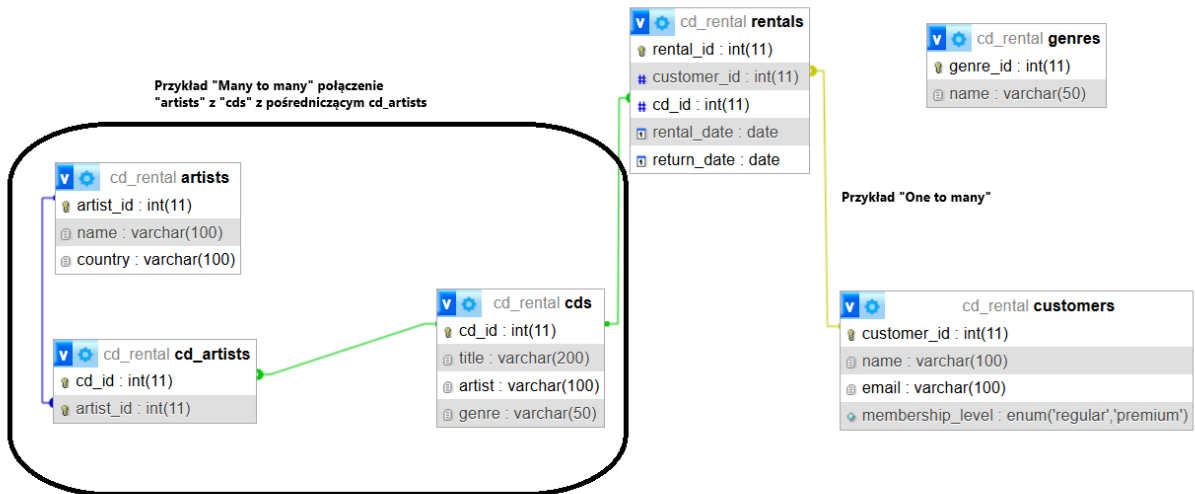 Przykład "Many to many" połączenie
"artists" z "cds" z pośredniczącym cd_artists
v cd_rental artists
artist_id : int(11)
name : varchar(100)
country : varchar(100)
v cd_rental cd_artists
cd_id : int(11)
artist_id : int(11)
v cd_rental cds
cd_id : int(11)
title : varchar(200)
artist : varchar(100)
genre : varchar(50)
v cd_rental rentals
rental_id : int(11)
# customer_id : int(11)
# cd_id : int(11)
rental_date : date
return_date : date
v cd_rental genres
genre_id : int(11)
name : varchar(50)
Przykład "One to many"
v cd_rental customers
customer_id : int(11)
name : varchar(100)
email : varchar(100)
membership_level : enum('regular','premium')